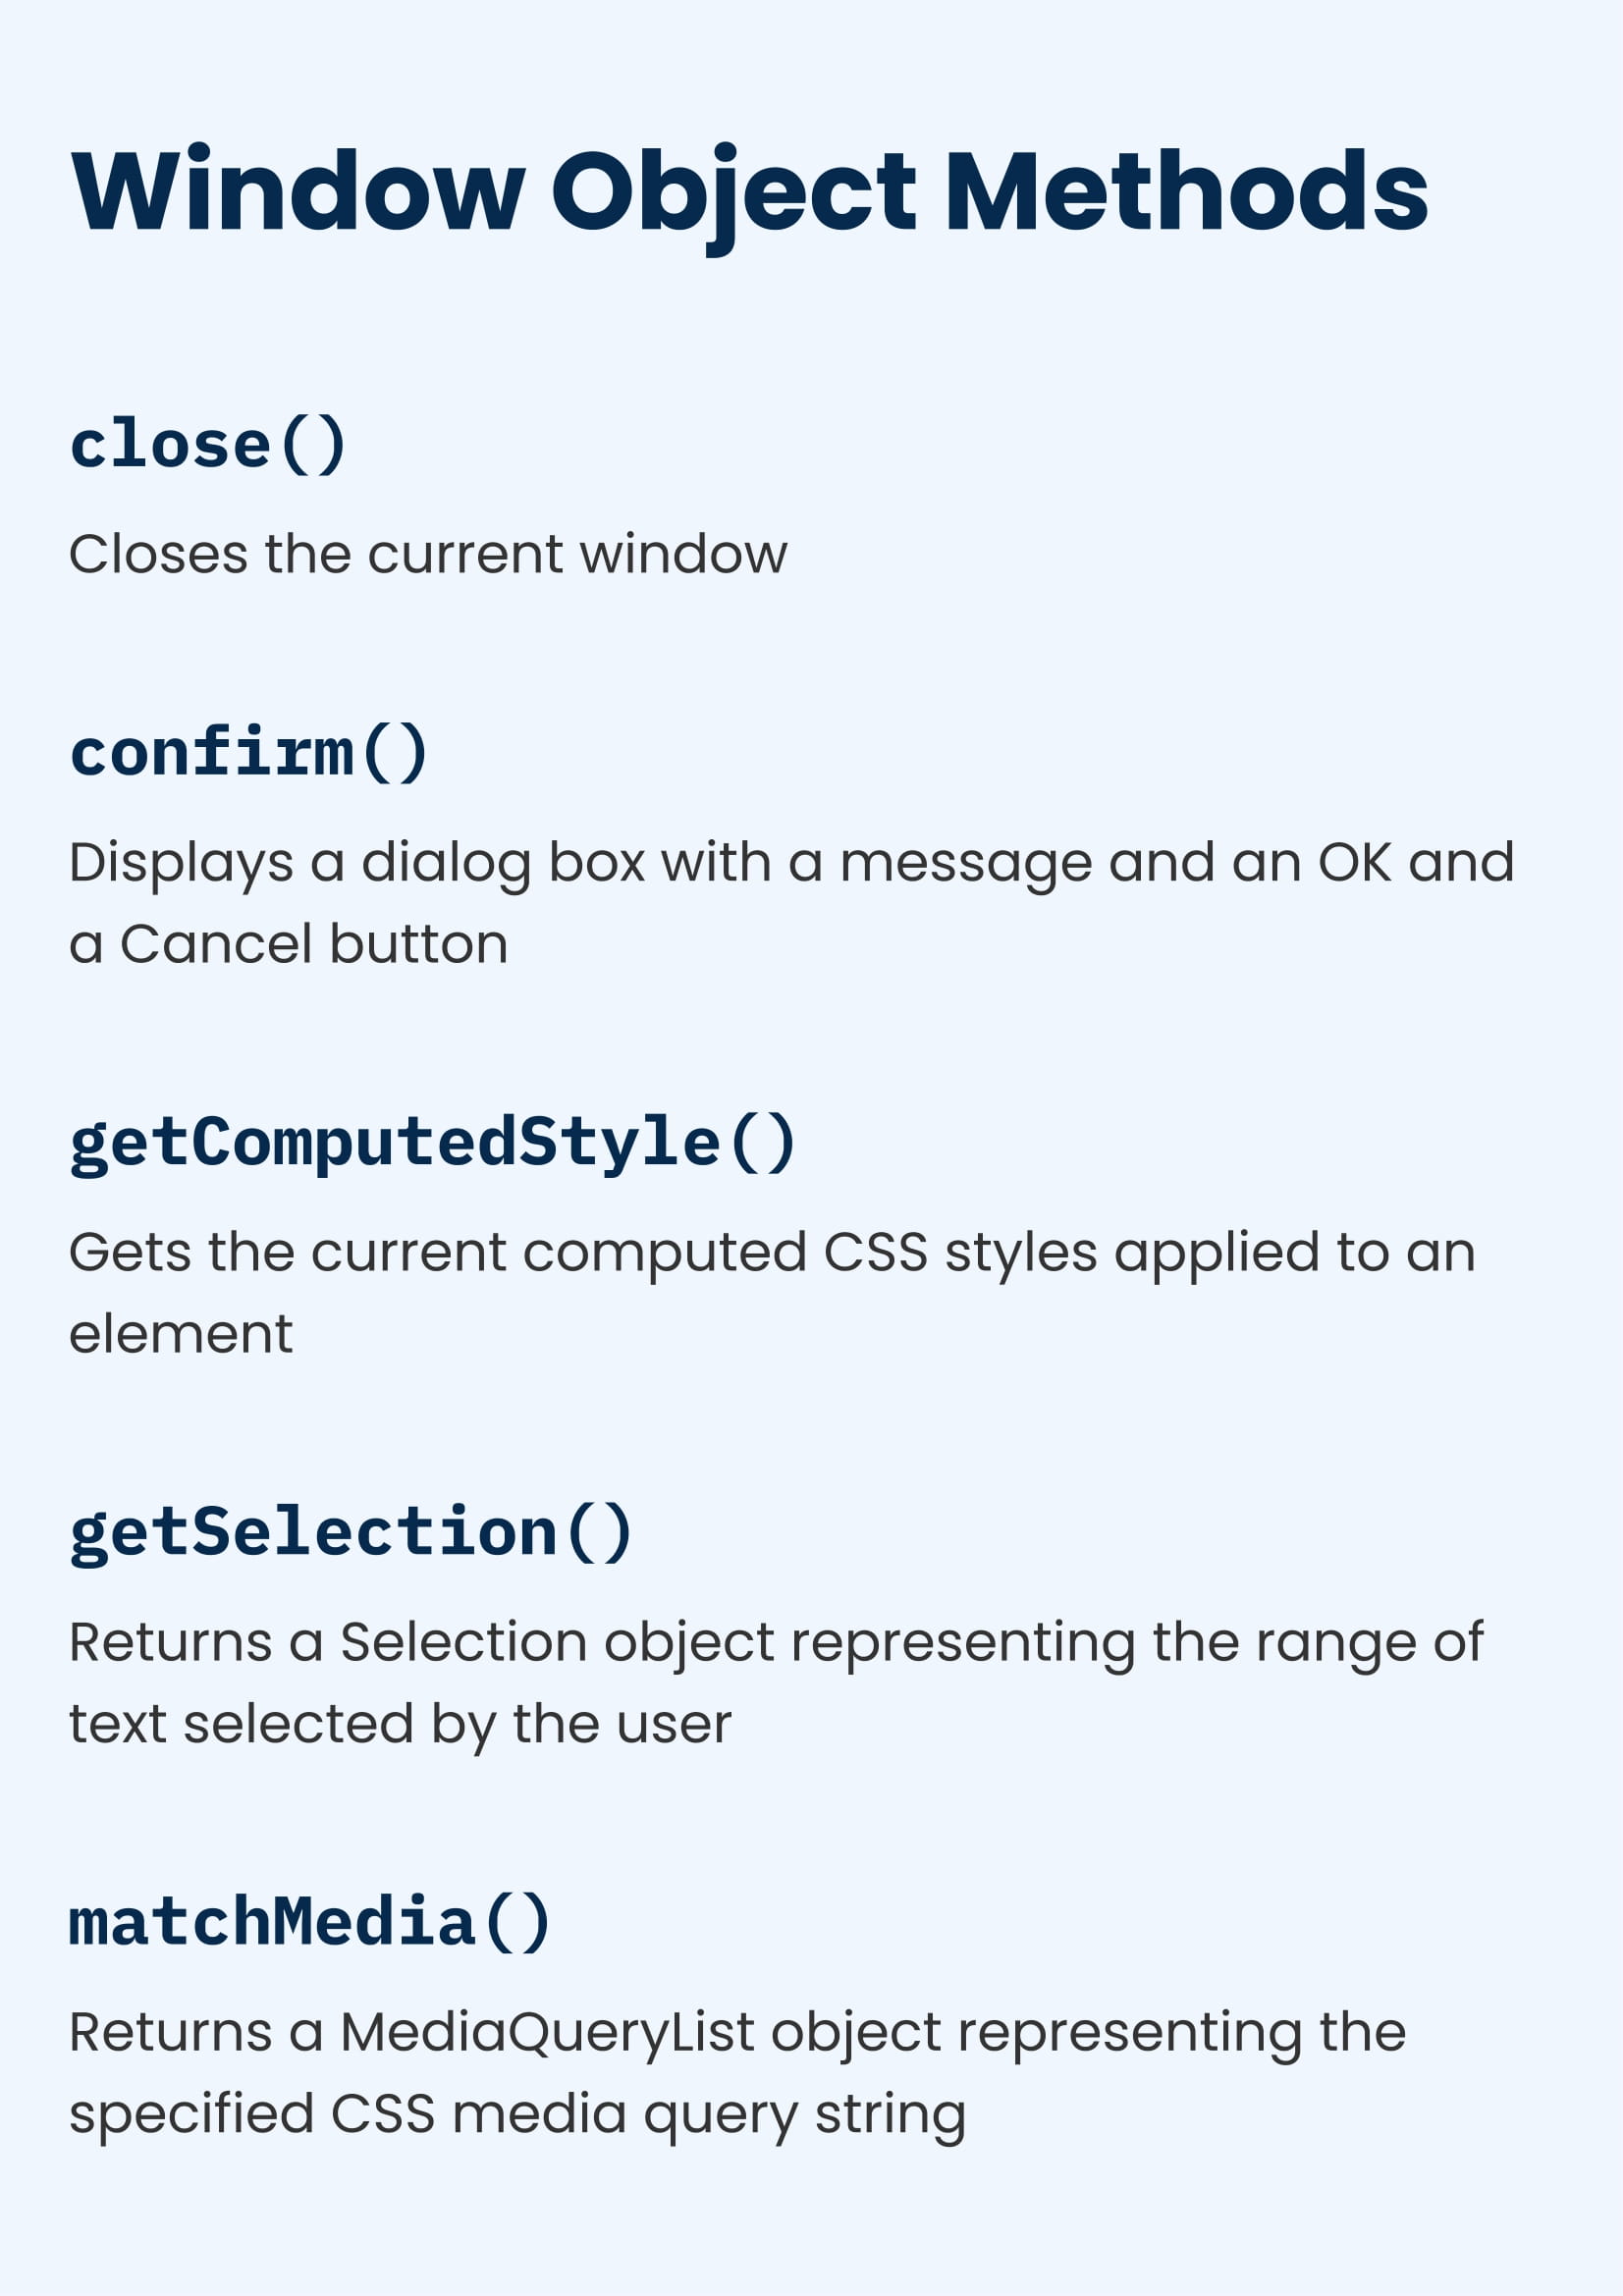 Window Object Methods
close()
Closes the current window
confirm()
Displays a dialog box with a message and an OK and
a Cancel button
getComputedStyle()
Gets the current computed CSS styles applied to an
element
getSelection()
Returns a Selection object representing the range of
text selected by the user
matchMedia()
Returns a MediaQueryList object representing the
specified CSS media query string